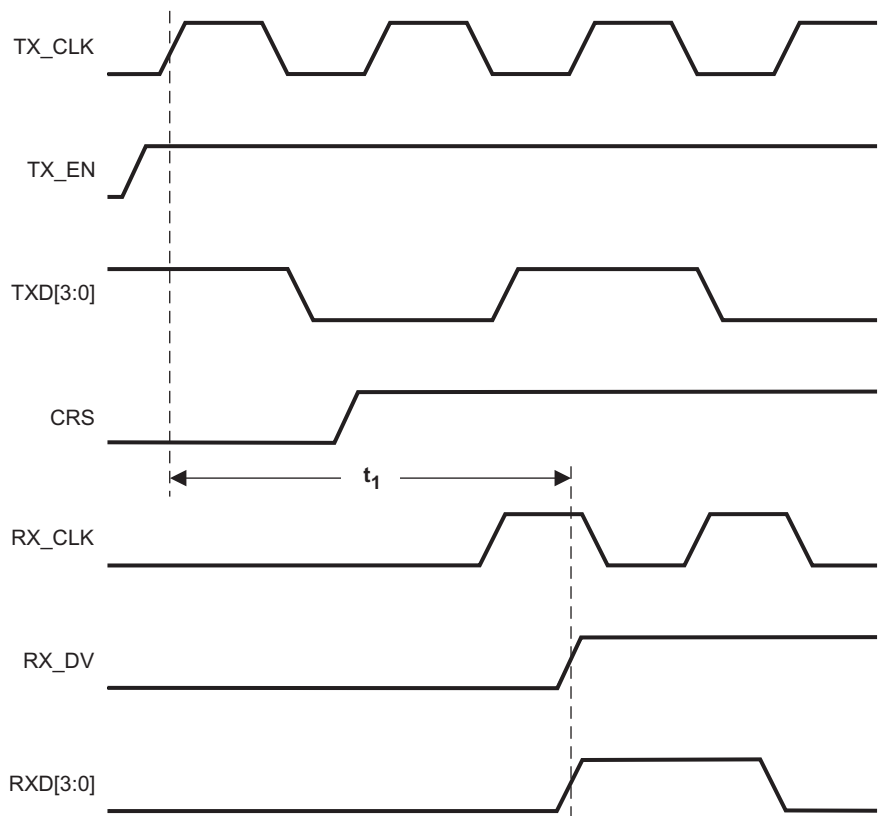 TX_CLK
TX_EN
TXD[3:0]
CRS
t1
RX_CLK
RX_DV
RXD[3:0]